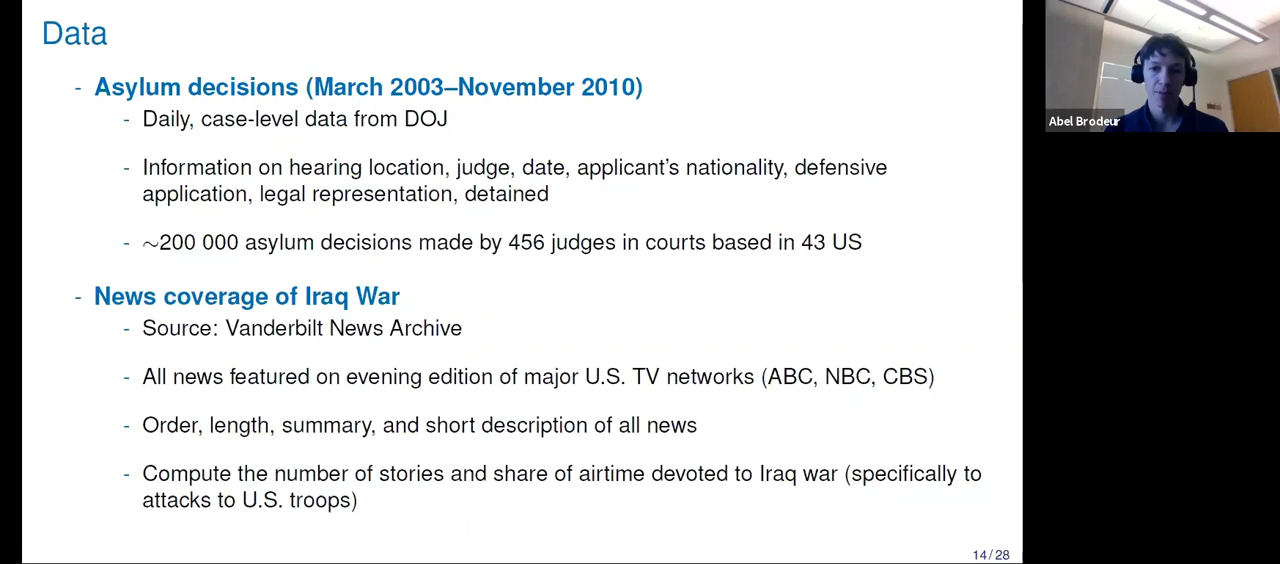 Data
- Asylum decisions (March 2003–November 2010)
- Daily, case-level data from DOJ
- Information on hearing location, judge, date, applicant's nationality, defensive
application, legal representation, detained
- ∼200 000 asylum decisions made by 456 judges in courts based in 43 US
- News coverage of Iraq War
- Source: Vanderbilt News Archive
- All news featured on evening edition of major U.S. TV networks (ABC, NBC, CBS)
- Order, length, summary, and short description of all news
- Compute the number of stories and share of airtime devoted to Iraq war (specifically to
attacks to U.S. troops)
14/28
Abel Brodeur